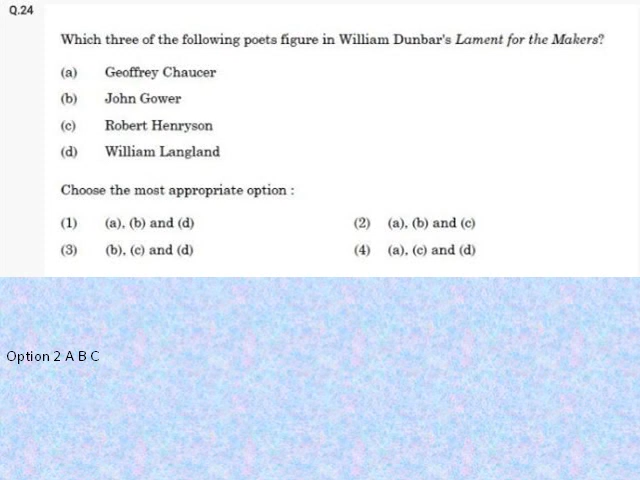 Q.24
Which three of the following poets figure in William Dunbar's Lament for the Makers?
(a) Geoffrey Chaucer
(b) John Gower
(c) Robert Henryson
(d) William Langland
Choose the most appropriate option :
(1) (a), (b) and (d) (2) (a), (b) and (c)
(3) (b), (c) and (d) (4) (a), (c) and (d)
Option 2 A B C